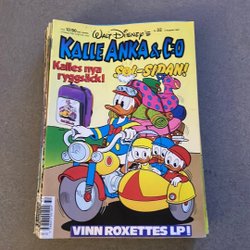 WALT DISNEY'S
KALLE ANKA & C:O
Kalles nya
ryggsäck!
SOL-SIDAN!
VINN ROXETTES LP!